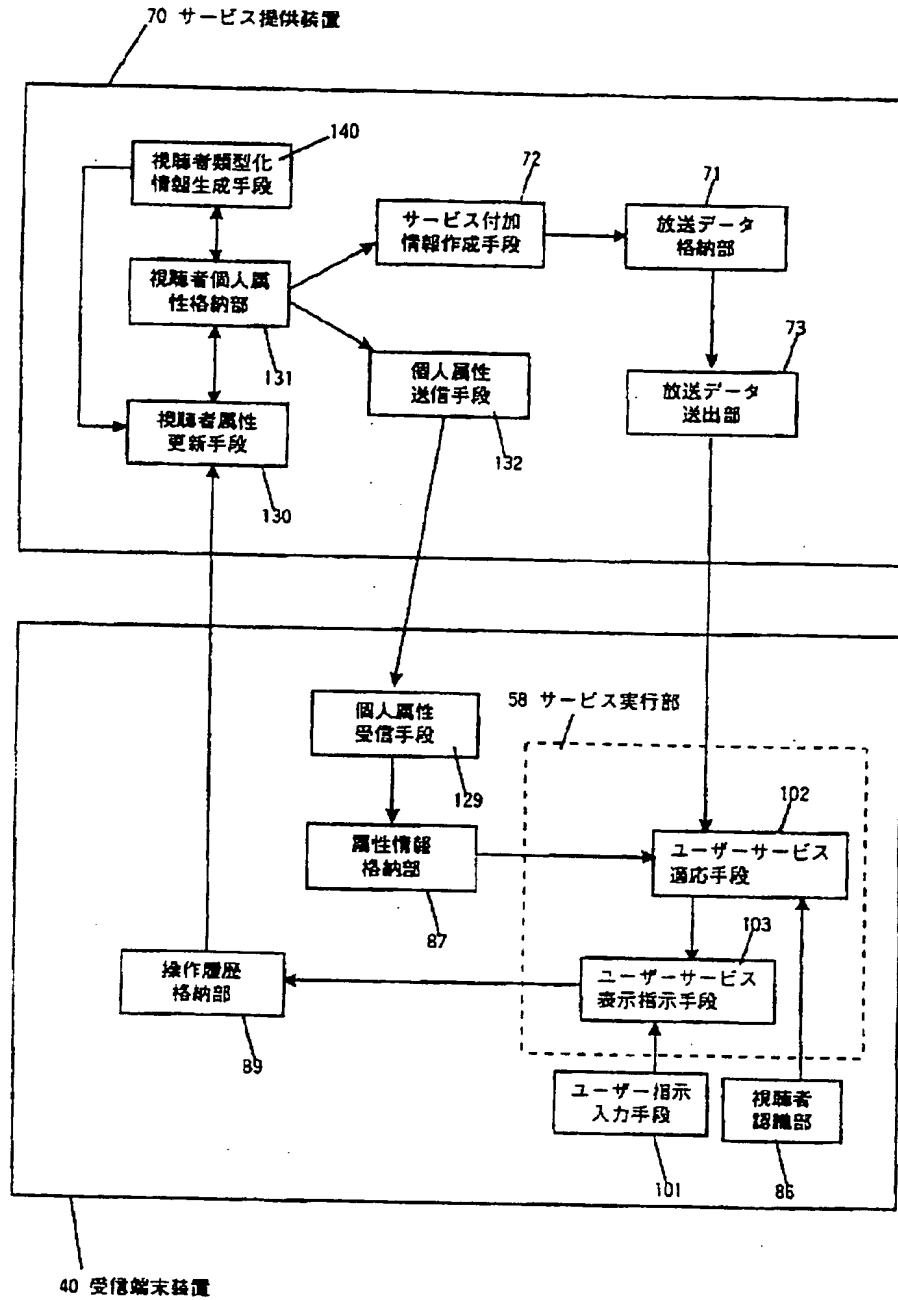 70 サービス提供装置
140
視聴者類型化
情報生成手段
72
サービス付加
情報作成手段
71
放送データ
格納部
視聴者個人属
性格納部
131
個人属性
送信手段
132
73
放送データ
送出部
視聴者属性
更新手段
130
58 サービス実行部
個人属性
受信手段
129
102
ユーザーサービス
適応手段
属性情報
格納部
87
103
ユーザーサービス
表示指示手段
操作履歴
格納部
89
ユーザー指示
入力手段
101
視聴者
認識部
86
40 受信端末装置